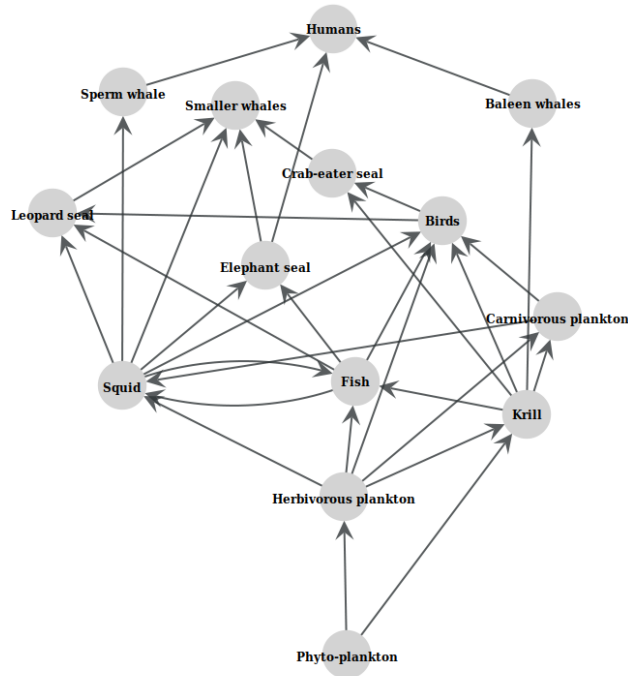 Humans
Sperm whale
Baleen whales
Smaller whales
Crab-eater seal
Leopard seal
Birds
Elephant seal
Carnivorous plankton
Squid
Fish
Krill
Herbivorous plankton
Phyto-plankton